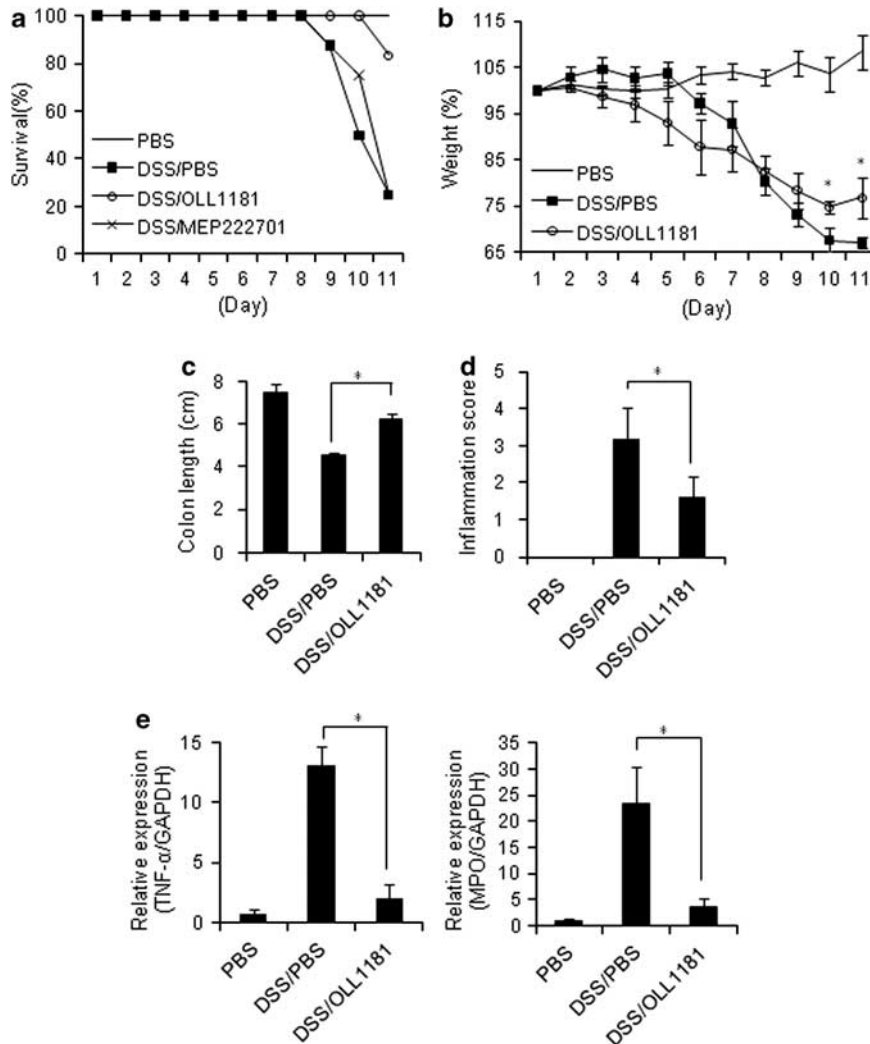 a
100
80
60
40
20
0
Survival(%)
PBS
DSS/PBS
DSS/OLL1181
DSS/MEP222701
1 2 3 4 5 6 7 8 9 10 11
(Day)
b
115
105
95
85
75
65
Weight (%)
PBS
DSS/PBS
DSS/OLL1181
* *
1 2 3 4 5 6 7 8 9 10 11
(Day)
c
8
6
4
2
0
Colon length (cm)
*
PBS
DSS/PBS
DSS/OLL1181
d
5
4
3
2
1
0
Inflammation score
*
PBS
DSS/PBS
DSS/OLL1181
e
15
10
5
0
Relative expression
(TNF-α/GAPDH)
*
PBS
DSS/PBS
DSS/OLL1181
35
30
25
20
15
10
5
0
Relative expression
(MPO/GAPDH)
*
PBS
DSS/PBS
DSS/OLL1181